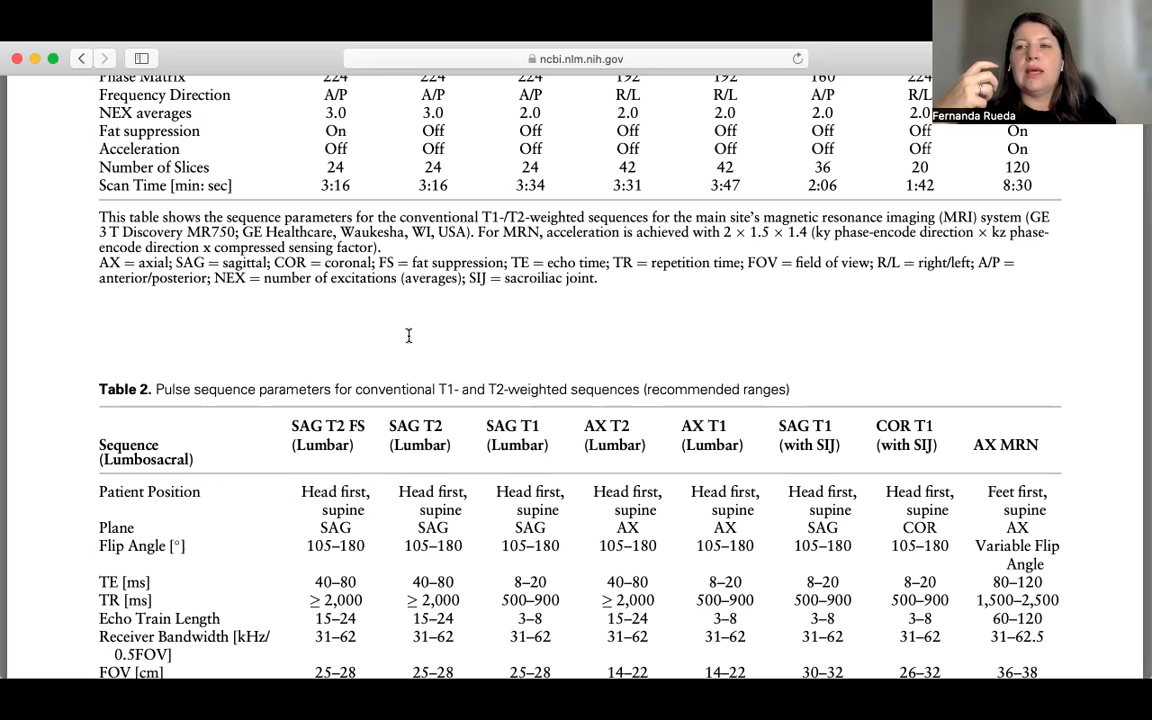 ncbi.nlm.nih.gov
Fernanda Rueda
Phase Matrix 224 224 224 192 192 160 224
Frequency Direction A/P A/P A/P R/L R/L A/P R/L
NEX averages 3.0 3.0 2.0 2.0 2.0 2.0 2.0
Fat suppression On Off Off Off Off Off Off On
Acceleration Off Off Off Off Off Off Off On
Number of Slices 24 24 24 42 42 36 20 120
Scan Time [min: sec] 3:16 3:16 3:34 3:31 3:47 2:06 1:42 8:30
This table shows the sequence parameters for the conventional T1-/T2-weighted sequences for the main site’s magnetic resonance imaging (MRI) system (GE
3 T Discovery MR750; GE Healthcare, Waukesha, WI, USA). For MRN, acceleration is achieved with 2 × 1.5 × 1.4 (ky phase-encode direction × kz phase-
encode direction x compressed sensing factor).
AX = axial; SAG = sagittal; COR = coronal; FS = fat suppression; TE = echo time; TR = repetition time; FOV = field of view; R/L = right/left; A/P =
anterior/posterior; NEX = number of excitations (averages); SIJ = sacroiliac joint.
Table 2. Pulse sequence parameters for conventional T1- and T2-weighted sequences (recommended ranges)
SAG T2 FS SAG T2 SAG T1 AX T2 AX T1 SAG T1 COR T1
Sequence (Lumbar) (Lumbar) (Lumbar) (Lumbar) (Lumbar) (with SIJ) (with SIJ) AX MRN
(Lumbosacral)
Patient Position Head first, Head first, Head first, Head first, Head first, Head first, Head first, Feet first,
supine supine supine supine supine supine supine supine
Plane SAG SAG SAG AX AX SAG COR AX
Flip Angle [°] 105–180 105–180 105–180 105–180 105–180 105–180 105–180 Variable Flip
Angle
TE [ms] 40–80 40–80 8–20 40–80 8–20 8–20 8–20 80–120
TR [ms] ≥ 2,000 ≥ 2,000 500–900 ≥ 2,000 500–900 500–900 500–900 1,500–2,500
Echo Train Length 15–24 15–24 3–8 15–24 3–8 3–8 3–8 60–120
Receiver Bandwidth [kHz/ 31–62 31–62 31–62 31–62 31–62 31–62 31–62 31–62.5
0.5FOV]
FOV [cm] 25–28 25–28 25–28 14–22 14–22 30–32 26–32 36–38